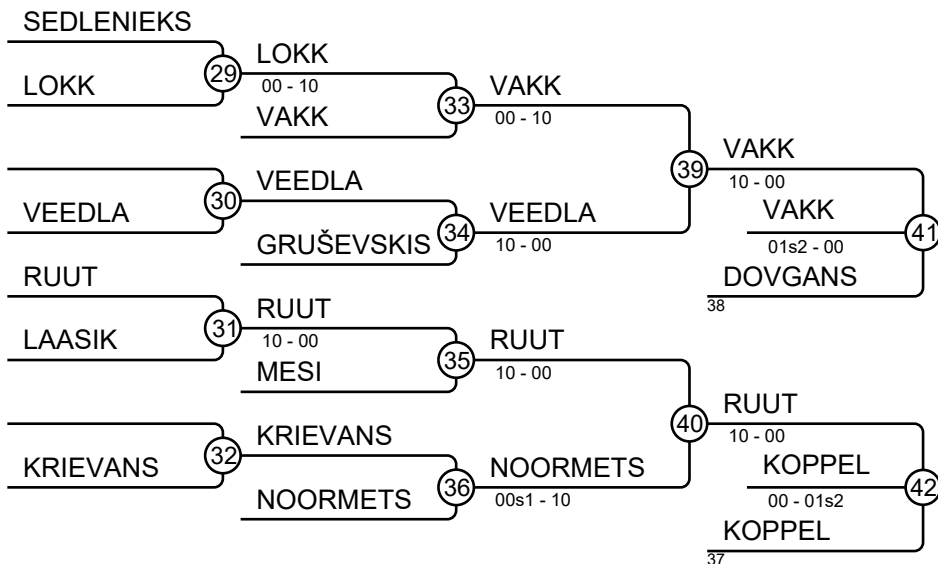 SEDLENIEKS
LOKK
29
LOKK
00 - 10
VAKK
33
VAKK
00 - 10
VEEDLA
30
VEEDLA
GRUŠEVSKIS
34
VEEDLA
10 - 00
39
VAKK
10 - 00
VAKK
01s2 - 00
41
DOVGANS
38
RUUT
LAASIK
31
RUUT
10 - 00
MESI
35
RUUT
10 - 00
KRIEVANS
32
KRIEVANS
NOORMETS
36
NOORMETS
00s1 - 10
40
RUUT
10 - 00
KOPPEL
00 - 01s2
42
KOPPEL
37